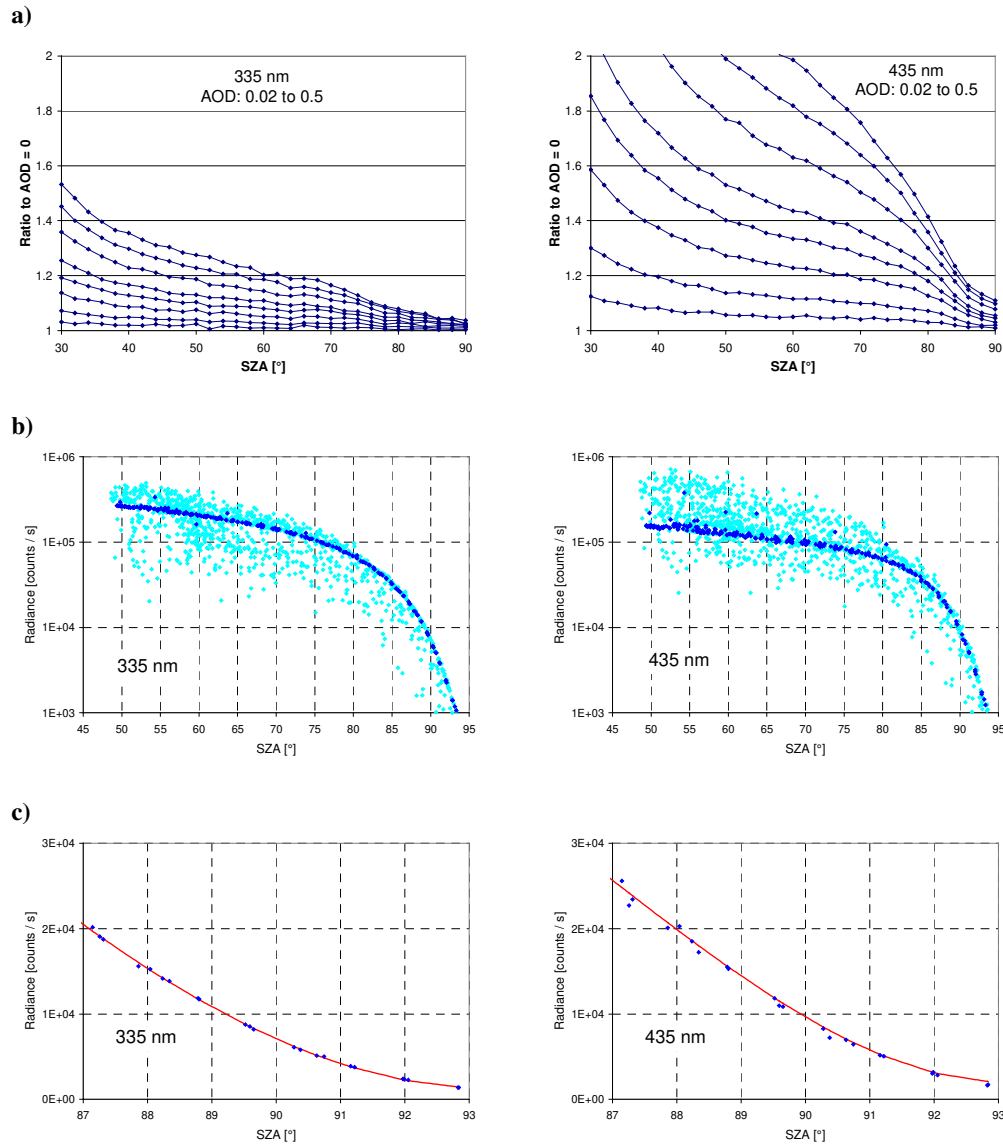 a)
335 nm
AOD: 0.02 to 0.5
Ratio to AOD = 0
2
1.8
1.6
1.4
1.2
1
30 40 50 60 70 80 90
SZA [°]
435 nm
AOD: 0.02 to 0.5
Ratio to AOD = 0
2
1.8
1.6
1.4
1.2
1
30 40 50 60 70 80 90
SZA [°]
b)
Radiance [counts / s]
1E+06
1E+05
1E+04
1E+03
335 nm
45 50 55 60 65 70 75 80 85 90 95
SZA [°]
Radiance [counts / s]
1E+06
1E+05
1E+04
1E+03
435 nm
45 50 55 60 65 70 75 80 85 90 95
SZA [°]
c)
Radiance [counts / s]
3E+04
2E+04
1E+04
0E+00
335 nm
87 88 89 90 91 92 93
SZA [°]
Radiance [counts / s]
3E+04
2E+04
1E+04
0E+00
435 nm
87 88 89 90 91 92 93
SZA [°]